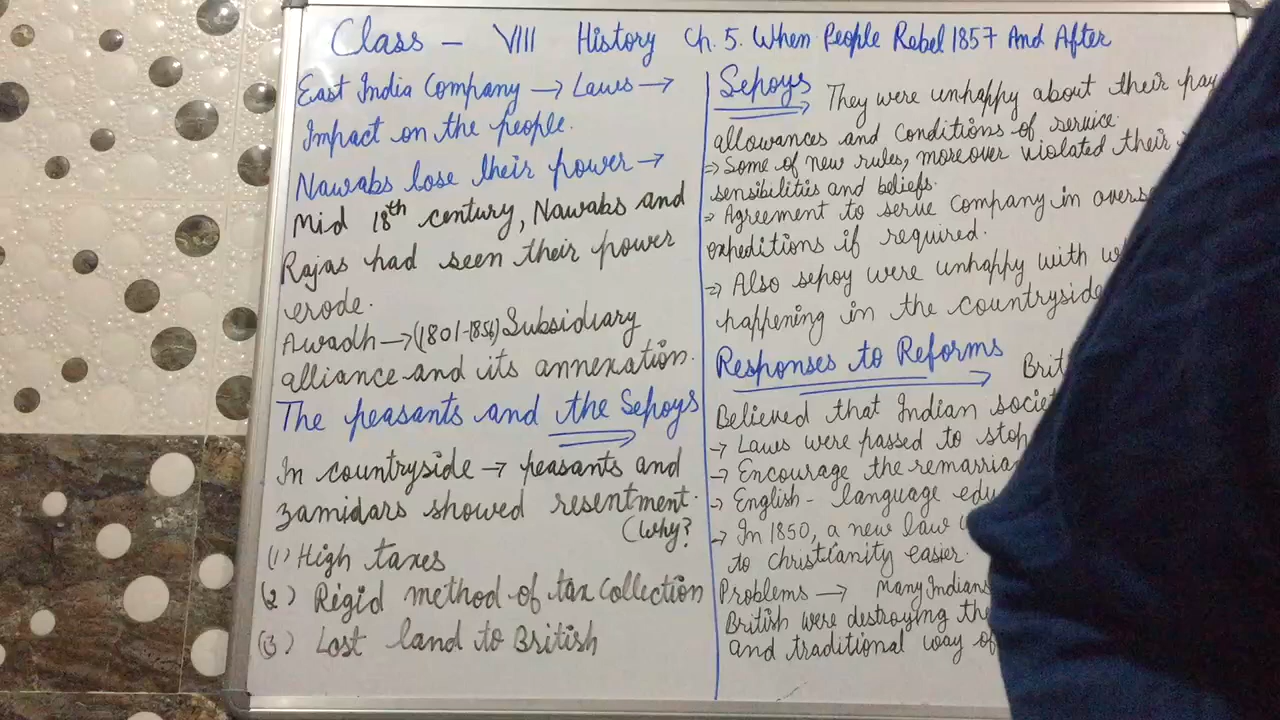 Class - VIII History Ch. 5. When People Rebel 1857 And After
East India Company → Laws →
Impact on the people.
Nawabs lose their power →
Mid 18th century, Nawabs and
Rajas had seen their power
erode.
Awadh → (1801-1856) Subsidiary
alliance and its annexation.
The peasants and the Sepoys
In countryside → peasants and
zamidars showed resentment.
(Why?
(1) High taxes
(2) Rigid method of tax Collection
(3) Lost land to British
Sepoys They were unhappy about their pay
allowances and conditions of service.
⇒ Some of new rules, moreover violated their
sensibilities and beliefs.
⇒ Agreement to serve Company in
expeditions if required.
⇒ Also sepoy were unhappy with
happening in the countryside
Responses to Reforms
Believed that Indian
→ Laws were passed to stop
→ Encourage the
→ English - language
→ In 1850, a new law
to christianity easier.
Problems → Many Indians
British were destroying
and traditional way of